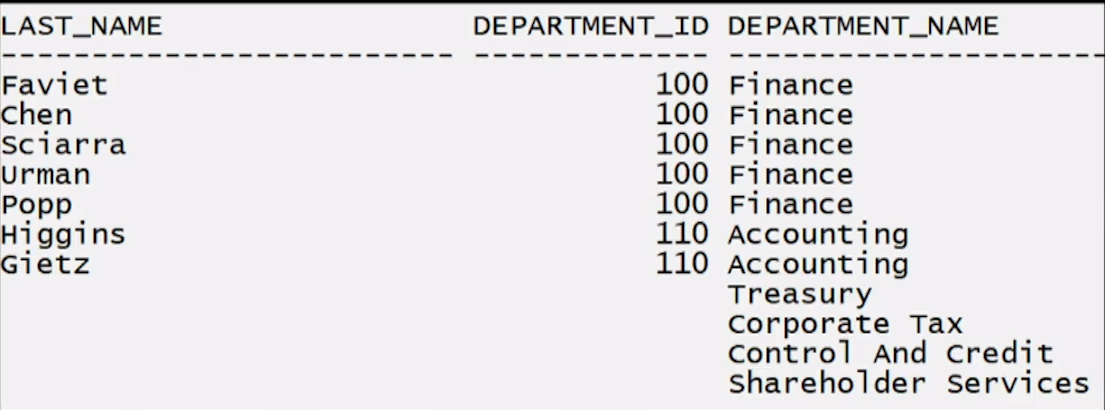 LAST_NAME DEPARTMENT_ID DEPARTMENT_NAME
------------------------- ------------- ---------------------
Faviet 100 Finance
Chen 100 Finance
Sciarra 100 Finance
Urman 100 Finance
Popp 100 Finance
Higgins 110 Accounting
Gietz 110 Accounting
Treasury
Corporate Tax
Control And Credit
Shareholder Services